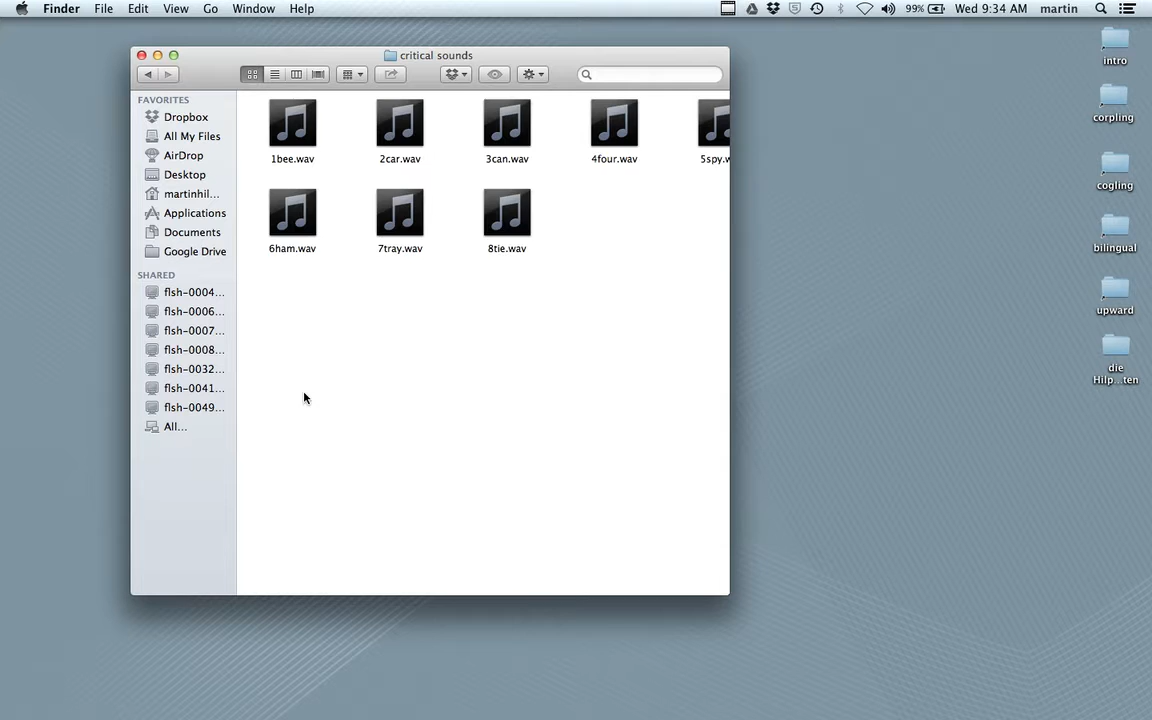 Finder File Edit View Go Window Help 99% Wed 9:34 AM martin
critical sounds
FAVORITES
Dropbox
All My Files
AirDrop
Desktop
martinhil...
Applications
Documents
Google Drive
SHARED
flsh-0004...
flsh-0006...
flsh-0007...
flsh-0008...
flsh-0032...
flsh-0041...
flsh-0049...
All...
1bee.wav 2car.wav 3can.wav 4four.wav 5spy.w
6ham.wav 7tray.wav 8tie.wav
intro
corpling
cogling
bilingual
upward
die
Hilp...ten